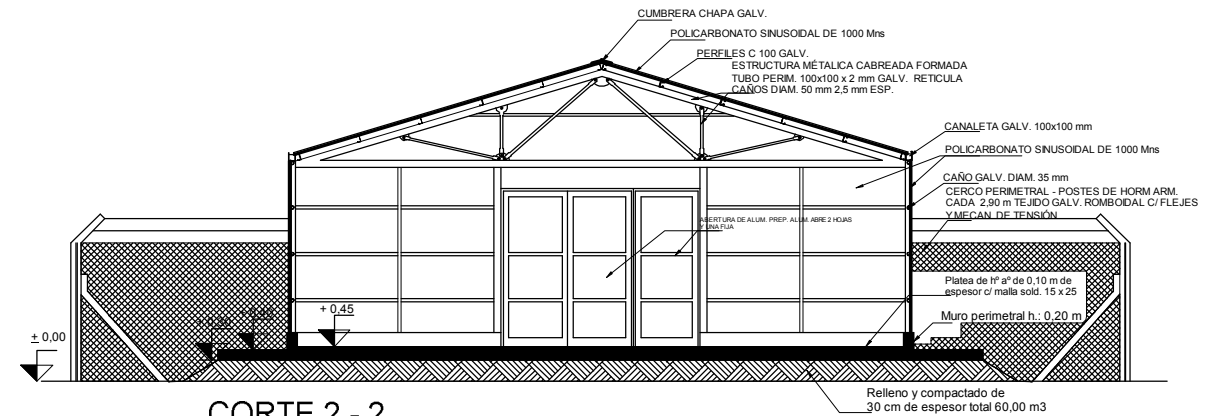 CUMBRERA CHAPA GALV.
POLICARBONATO SINUSOIDAL DE 1000 Mns
PERFILES C 100 GALV.
ESTRUCTURA MÉTALICA CABREADA FORMADA
TUBO PERIM. 100x100 x 2 mm GALV. RETICULA
CAÑOS DIAM. 50 mm 2,5 mm ESP.
CANALETA GALV. 100x100 mm
POLICARBONATO SINUSOIDAL DE 1000 Mns
CAÑO GALV. DIAM. 35 mm
CERCO PERIMETRAL - POSTES DE HORM ARM.
CADA 2,90 m TEJIDO GALV. ROMBOIDAL C/ FLEJES
Y MECAN. DE TENSIÓN
ABERTURA DE ALUM. PREP. ALUM. ABRE 2 HOJAS
Y UNA FIJA
Platea de hº aº de 0,10 m de
espesor c/ malla sold. 15 x 25
Muro perimetral h.: 0,20 m
+ 0,45
± 0,00
Relleno y compactado de
30 cm de espesor total 60,00 m3
CORTE 2 - 2